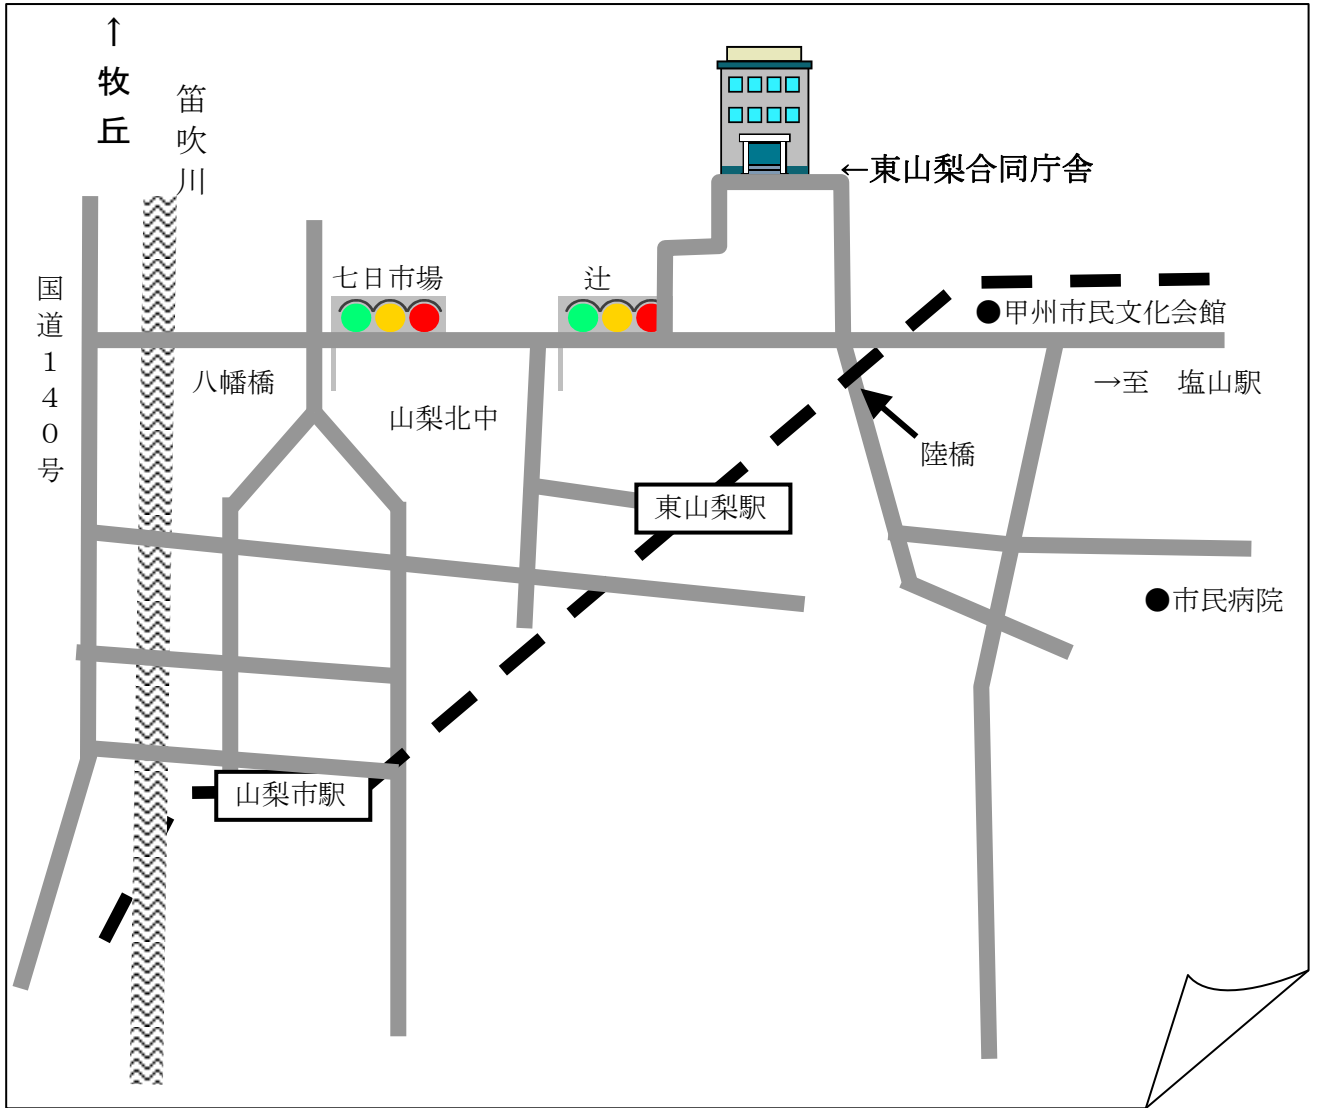 ↑牧丘
笛吹川
←東山梨合同庁舎
国道140号
七日市場
辻
●甲州市民文化会館
八幡橋
→至　塩山駅
山梨北中
陸橋
東山梨駅
●市民病院
山梨市駅